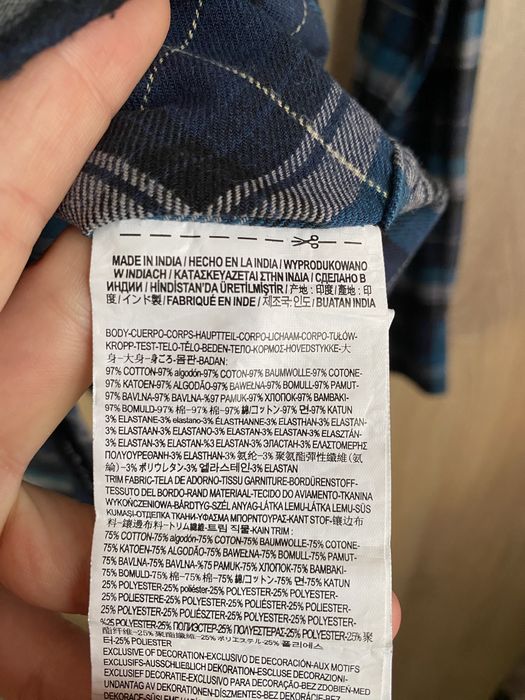 MADE IN INDIA / HECHO EN LA INDIA / WYPRODUKOWANO
W INDIACH / ΚΑΤΑΣΚΕΥΑΖΕΤΑΙ ΣΤΗΝ ΙΝΔΙΑ / СДЕЛАНО В
ИНДИИ / HİNDİSTAN'DA ÜRETİLMİŞTİR / 产地 : 印度 / 產地 : 印
度 / インド製 / FABRIQUÉ EN INDE / 제조국:인도 / BUATAN INDIA
BODY-CUERPO-CORPS-HAUPTTEIL-CORPO-LICHAAM-CORPO-TUŁÓW-
KROPP-TEST-TELO-TĚLO-BEDEN-ТЕЛО-ΚΟΡΜΟΣ-HOVEDSTYKKE-大
身-大身-身ごろ-몸판-BADAN:
97% COTTON-97% algodón-97% COTON-97% BAUMWOLLE-97% COTONE-
97% KATOEN-97% ALGODÃO-97% BAWEŁNA-97% BOMULL-97% PAMUT-
97% BAVLNA-97% BAVLNA-%97 PAMUK-97% ХЛОПОК-97% ΒΑΜΒΑΚΙ-
97% BOMULD-97% 棉-97% 棉-97% 綿/コットン-97% 면-97% KATUN
3% ELASTANE-3% elastano-3% ÉLASTHANNE-3% ELASTHAN-3% ELASTAN-
3% ELASTAAN-3% ELASTANO-3% ELASTAN-3% ELASTAN-3% ELASZTÁN-
3% ELASTAN-3% ELASTAN-%3 ELASTAN-3% ЭЛАСТАН-3% ΕΛΑΣΤΟΜΕΡΗΣ
ΠΟΛΥΟΥΡΕΘΑΝΗ-3% ELASTHAN-3% 氨纶-3% 聚氨酯彈性纖維(氨
綸)-3% ポリウレタン-3% 엘라스테인-3% ELASTAN
TRIM FABRIC-TELA DE ADORNO-TISSU GARNITURE-BORDÜRENSTOFF-
TESSUTO DEL BORDO-RAND MATERIAAL-TECIDO DO AVIAMENTO-TKANINA
WYKOŃCZENIOWA-BÅRDTYG-SZÉL ANYAG-LÁTKA LEMU-LÁTKA LEMU-SÜS
KUMAŞI-ОТДЕЛКА ТКАНИ-ΥΦΑΣΜΑ ΜΠΟΡΝΤΟΥΡΑΣ-KANT STOF-镶边布
料-鑲邊布料-トリム繊維-트림 직물-KAIN TRIM :
75% COTTON-75% algodón-75% COTON-75% BAUMWOLLE-75% COTONE-
75% KATOEN-75% ALGODÃO-75% BAWEŁNA-75% BOMULL-75% PAMUT-
75% BAVLNA-75% BAVLNA-%75 PAMUK-75% ХЛОПОК-75% ΒΑΜΒΑΚΙ-
75% BOMULD-75% 棉-75% 棉-75% 綿/コットン-75% 면-75% KATUN
25% POLYESTER-25% poliéster-25% POLYESTER-25% POLYESTER-
25% POLIESTERE-25% POLYESTER-25% POLIÉSTER-25% POLIESTER-
25% POLYESTER-25% POLIÉSZTER-25% POLYESTER-25% POLYESTER-
%25 POLYESTER-25% ПОЛИЭСТЕР-25% ΠΟΛΥΕΣΤΕΡΑΣ-25% POLYESTER-25% 聚
酯纤维-25% 聚酯纖維-25% ポリエステル-25% 폴리에스
터-25% POLIESTER
EXCLUSIVE OF DECORATION-EXCLUSIVO DE DECORACIÓN-AUX MOTIFS
EXCLUSIFS-AUSSCHLIEßLICH DEKORATION-ESCLUSE DECORAZIONI-
MED UNDANTAG AV DEKORATIONEN-DÍSZMENTES-BEZ DEKORACE-BEZ